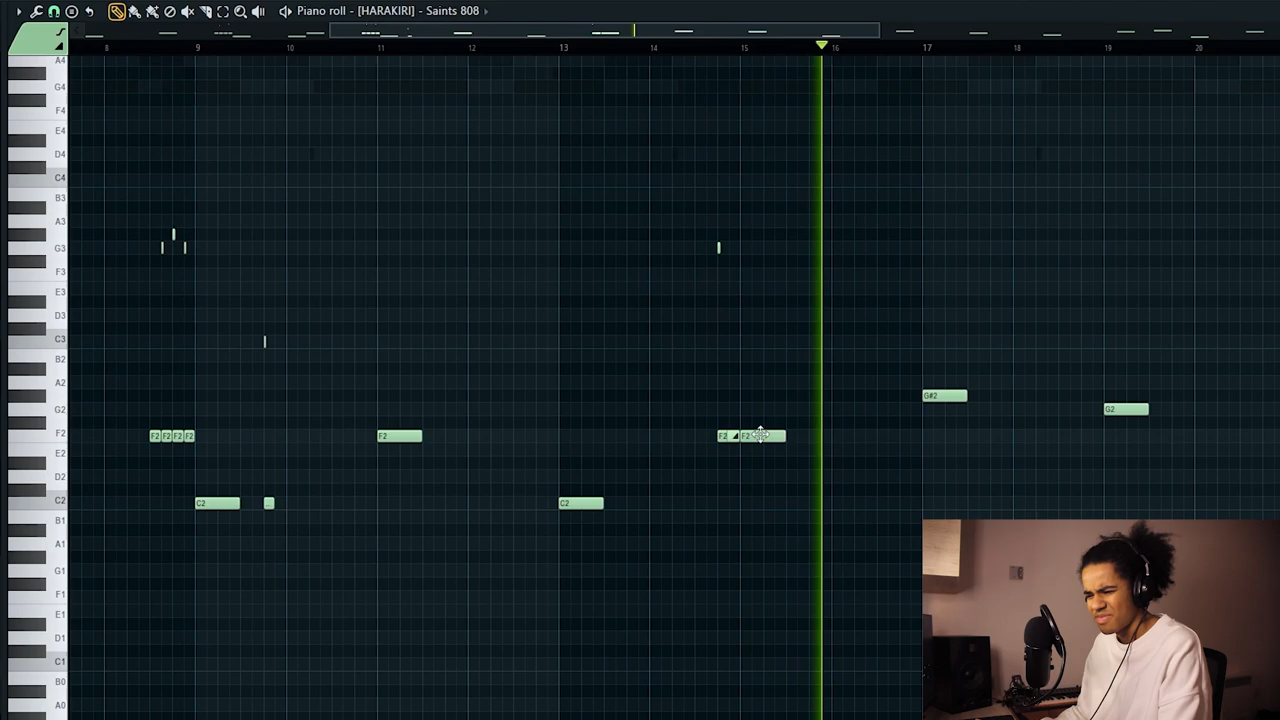 Piano roll - [HARAKIRI] - Saints 808
8 9 10 11 12 13 14 15 16 17 18 19 20
A4
G4
F4
E4
D4
C4
B3
A3
G3
F3
E3
D3
C3
B2
A2
G#2
G2 G2
F2 F2 F2 F2 F2 F2 F2 F2
E2
D2
C2 C2 C2
B1
A1
G1
F1
E1
D1
C1
B0
A0